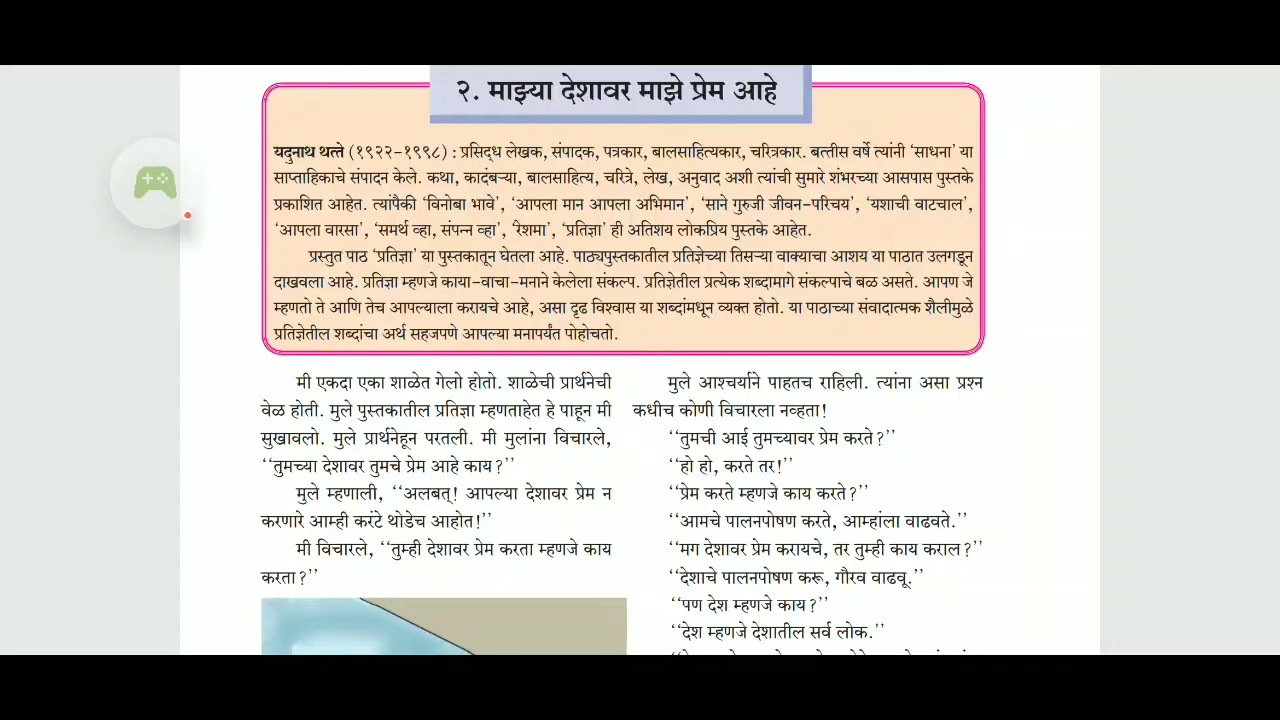 २. माझ्या देशावर माझे प्रेम आहे
यदुनाथ थत्ते (१९२२-१९९८) : प्रसिद्ध लेखक, संपादक, पत्रकार, बालसाहित्यकार, चरित्रकार. बत्तीस वर्षे त्यांनी ‘साधना’ या
साप्ताहिकाचे संपादन केले. कथा, कादंबऱ्या, बालसाहित्य, चरित्रे, लेख, अनुवाद अशी त्यांची सुमारे शंभरच्या आसपास पुस्तके
प्रकाशित आहेत. त्यांपैकी ‘विनोबा भावे’, ‘आपला मान आपला अभिमान’, ‘साने गुरुजी जीवन-परिचय’, ‘यशाची वाटचाल’,
‘आपला वारसा’, ‘समर्थ व्हा, संपन्न व्हा’, ‘रेशमा’, ‘प्रतिज्ञा’ ही अतिशय लोकप्रिय पुस्तके आहेत.
प्रस्तुत पाठ ‘प्रतिज्ञा’ या पुस्तकातून घेतला आहे. पाठ्यपुस्तकातील प्रतिज्ञेच्या तिसऱ्या वाक्याचा आशय या पाठात उलगडून
दाखवला आहे. प्रतिज्ञा म्हणजे काया-वाचा-मनाने केलेला संकल्प. प्रतिज्ञेतील प्रत्येक शब्दामागे संकल्पाचे बळ असते. आपण जे
म्हणतो ते आणि तेच आपल्याला करायचे आहे, असा दृढ विश्वास या शब्दांमधून व्यक्त होतो. या पाठाच्या संवादात्मक शैलीमुळे
प्रतिज्ञेतील शब्दांचा अर्थ सहजपणे आपल्या मनापर्यंत पोहोचतो.
मी एकदा एका शाळेत गेलो होतो. शाळेची प्रार्थनेची
वेळ होती. मुले पुस्तकातील प्रतिज्ञा म्हणताहेत हे पाहून मी
सुखावलो. मुले प्रार्थनेहून परतली. मी मुलांना विचारले,
‘‘तुमच्या देशावर तुमचे प्रेम आहे काय?’’
मुले म्हणाली, ‘‘अलबत्! आपल्या देशावर प्रेम न
करणारे आम्ही करंटे थोडेच आहोत!’’
मी विचारले, ‘‘तुम्ही देशावर प्रेम करता म्हणजे काय
करता?’’
मुले आश्चर्याने पाहतच राहिली. त्यांना असा प्रश्न
कधीच कोणी विचारला नव्हता!
‘‘तुमची आई तुमच्यावर प्रेम करते?’’
‘‘हो हो, करते तर!’’
‘‘प्रेम करते म्हणजे काय करते?’’
‘‘आमचे पालनपोषण करते, आम्हांला वाढवते.’’
‘‘मग देशावर प्रेम करायचे, तर तुम्ही काय कराल?’’
‘‘देशाचे पालनपोषण करू, गौरव वाढवू.’’
‘‘पण देश म्हणजे काय?’’
‘‘देश म्हणजे देशातील सर्व लोक.’’